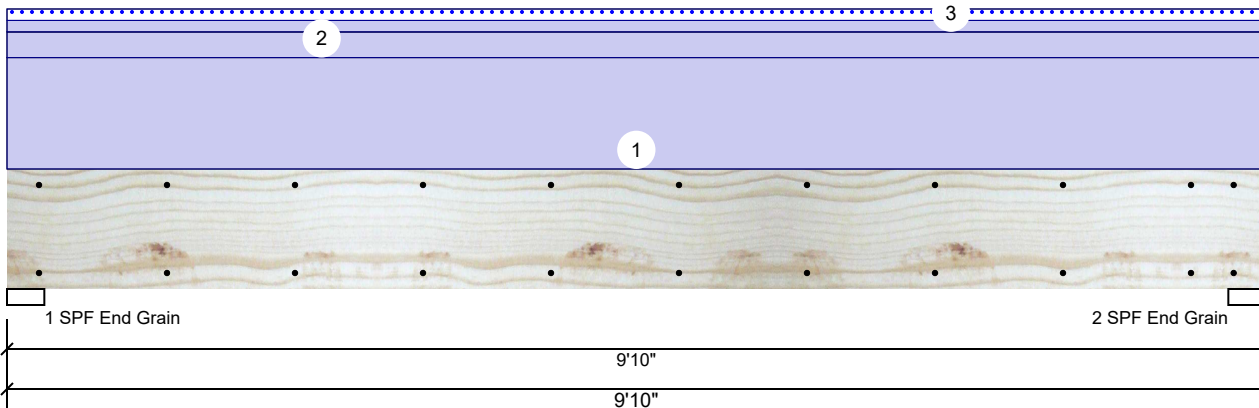 3
2
1
1 SPF End Grain
2 SPF End Grain
9'10"
9'10"